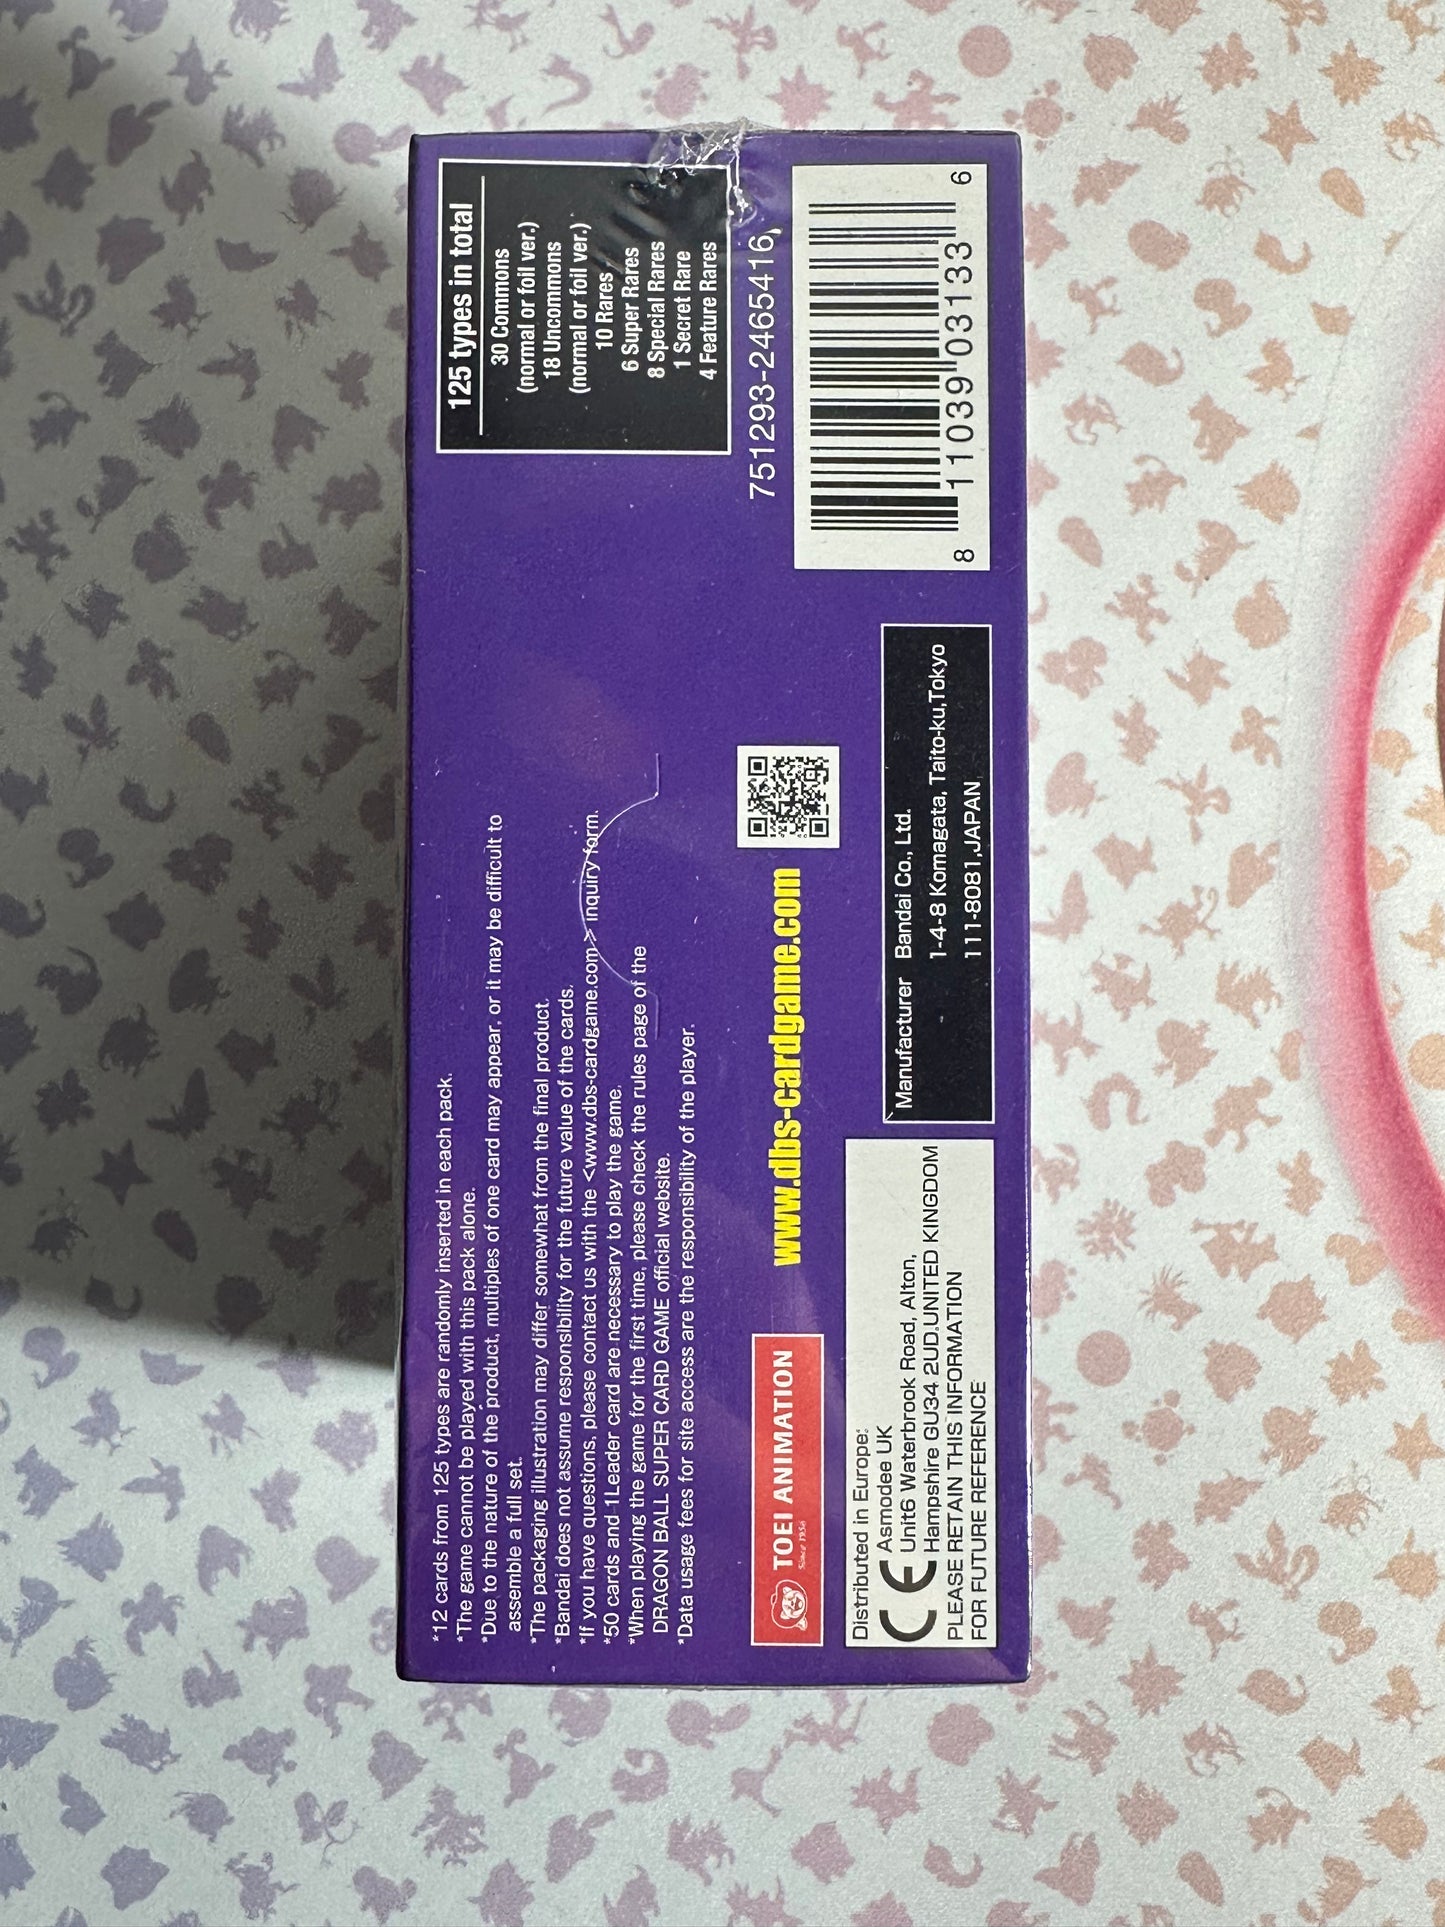 *12 cards from 125 types are randomly inserted in each pack.
*The game cannot be played with this pack alone.
*Due to the nature of the product, multiples of one card may appear, or it may be difficult to
assemble a full set.
*The packaging illustration may differ somewhat from the final product.
*Bandai does not assume responsibility for the future value of the cards.
*If you have questions, please contact us with the <www.dbs-cardgame.com> inquiry form.
*50 cards and 1Leader card are necessary to play the game.
*When playing the game for the first time, please check the rules page of the
DRAGON BALL SUPER CARD GAME official website.
*Data usage fees for site access are the responsibility of the player.
125 types in total
30 Commons
(normal or foil ver.)
18 Uncommons
(normal or foil ver.)
10 Rares
6 Super Rares
8 Special Rares
1 Secret Rare
4 Feature Rares
751293-2465416
TOEI ANIMATION
Since 1956
www.dbs-cardgame.com
Distributed in Europe:
CE Asmodee UK
Unit6 Waterbrook Road, Alton,
Hampshire GU34 2UD.UNITED KINGDOM
PLEASE RETAIN THIS INFORMATION
FOR FUTURE REFERENCE
Manufacturer Bandai Co., Ltd.
1-4-8 Komagata, Taito-ku,Tokyo
111-8081,JAPAN
8 11039 03133 6